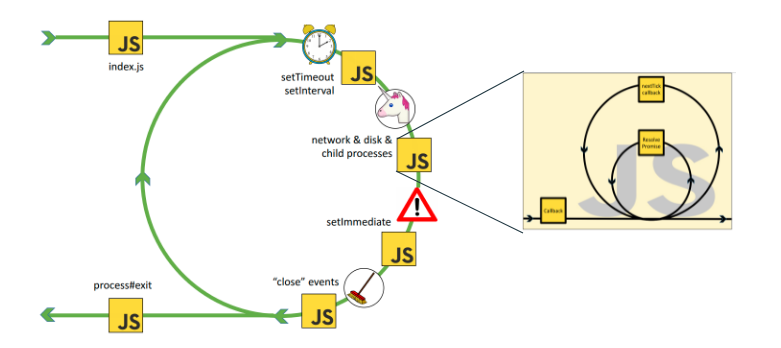 JS
index.js
setTimeout
setInterval
JS
network & disk &
child processes
JS
setImmediate
JS
"close" events
JS
process#exit
JS
nextTick
callback
Resolve
Promise
JS
Callback